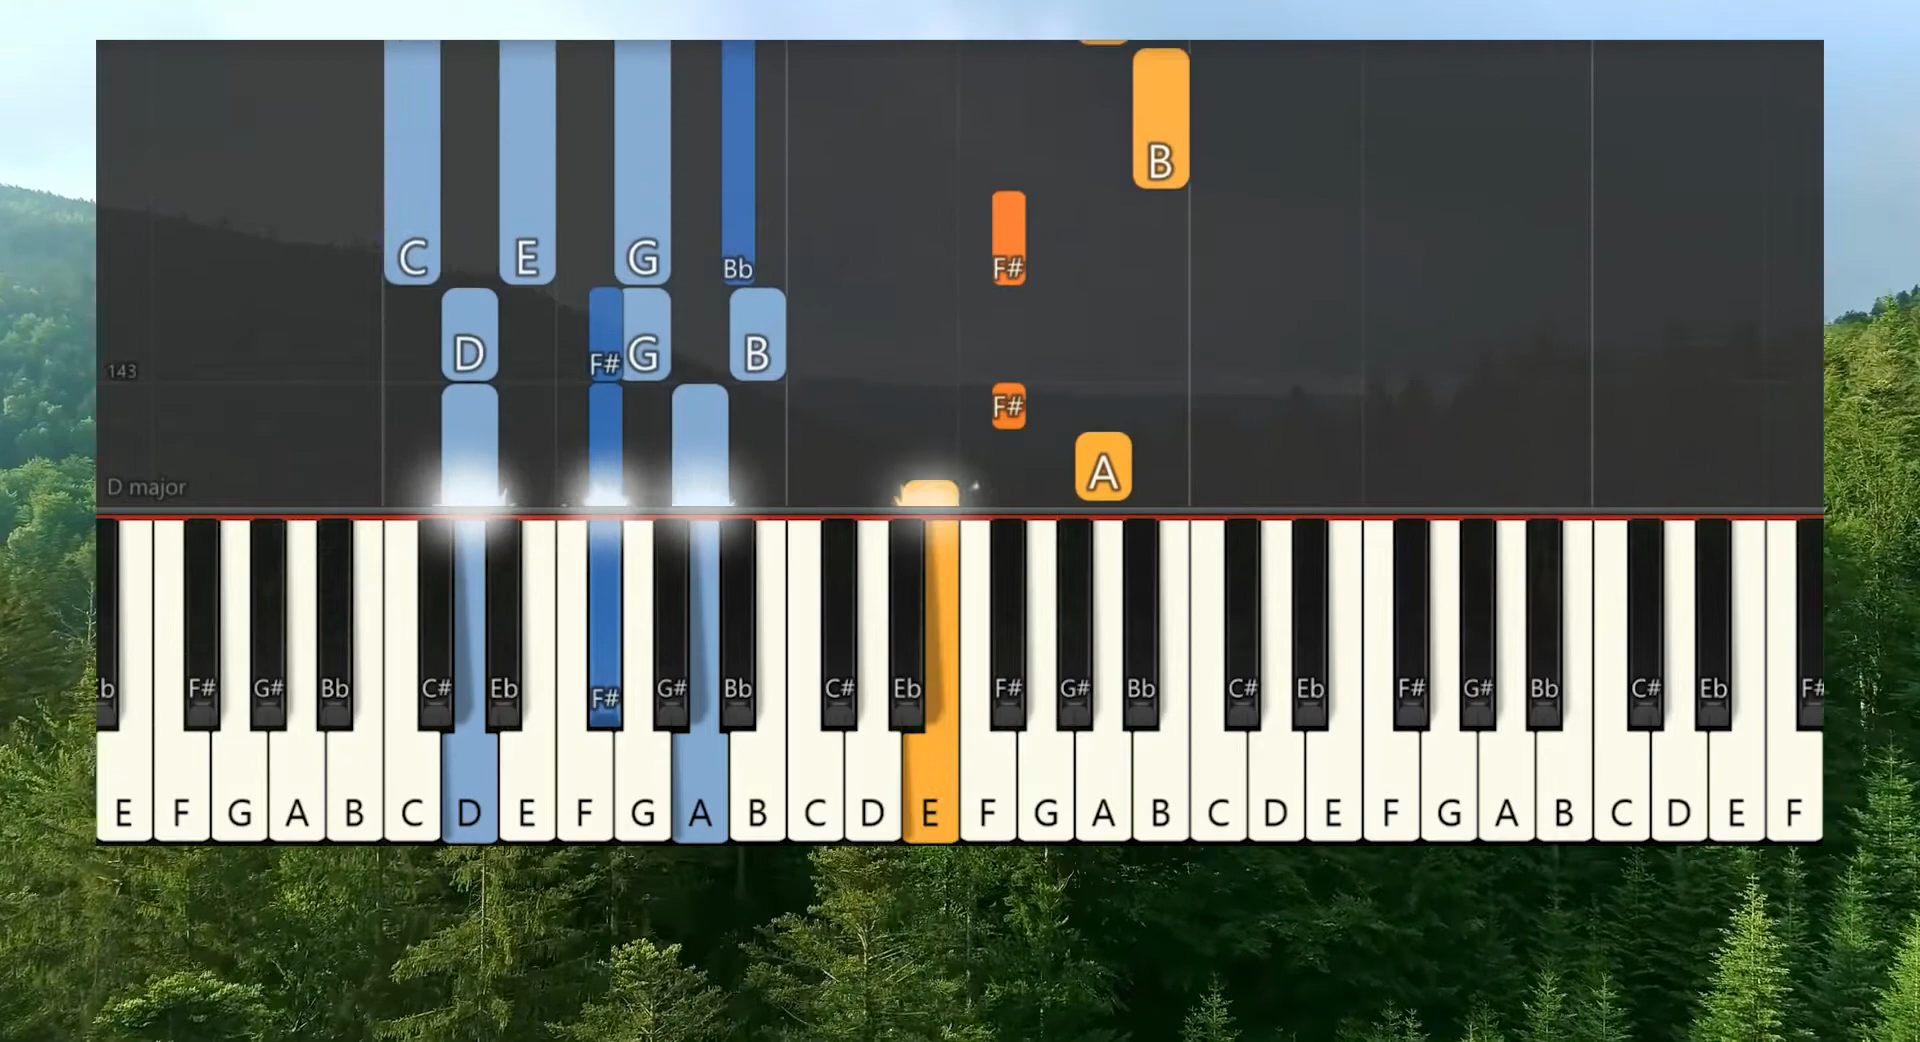 B
C E G Bb F#
D F# G B
143
F#
A
D major
b F# G# Bb C# Eb F# G# Bb C# Eb F# G# Bb C# Eb F# G# Bb C# Eb F#
E F G A B C D E F G A B C D E F G A B C D E F G A B C D E F